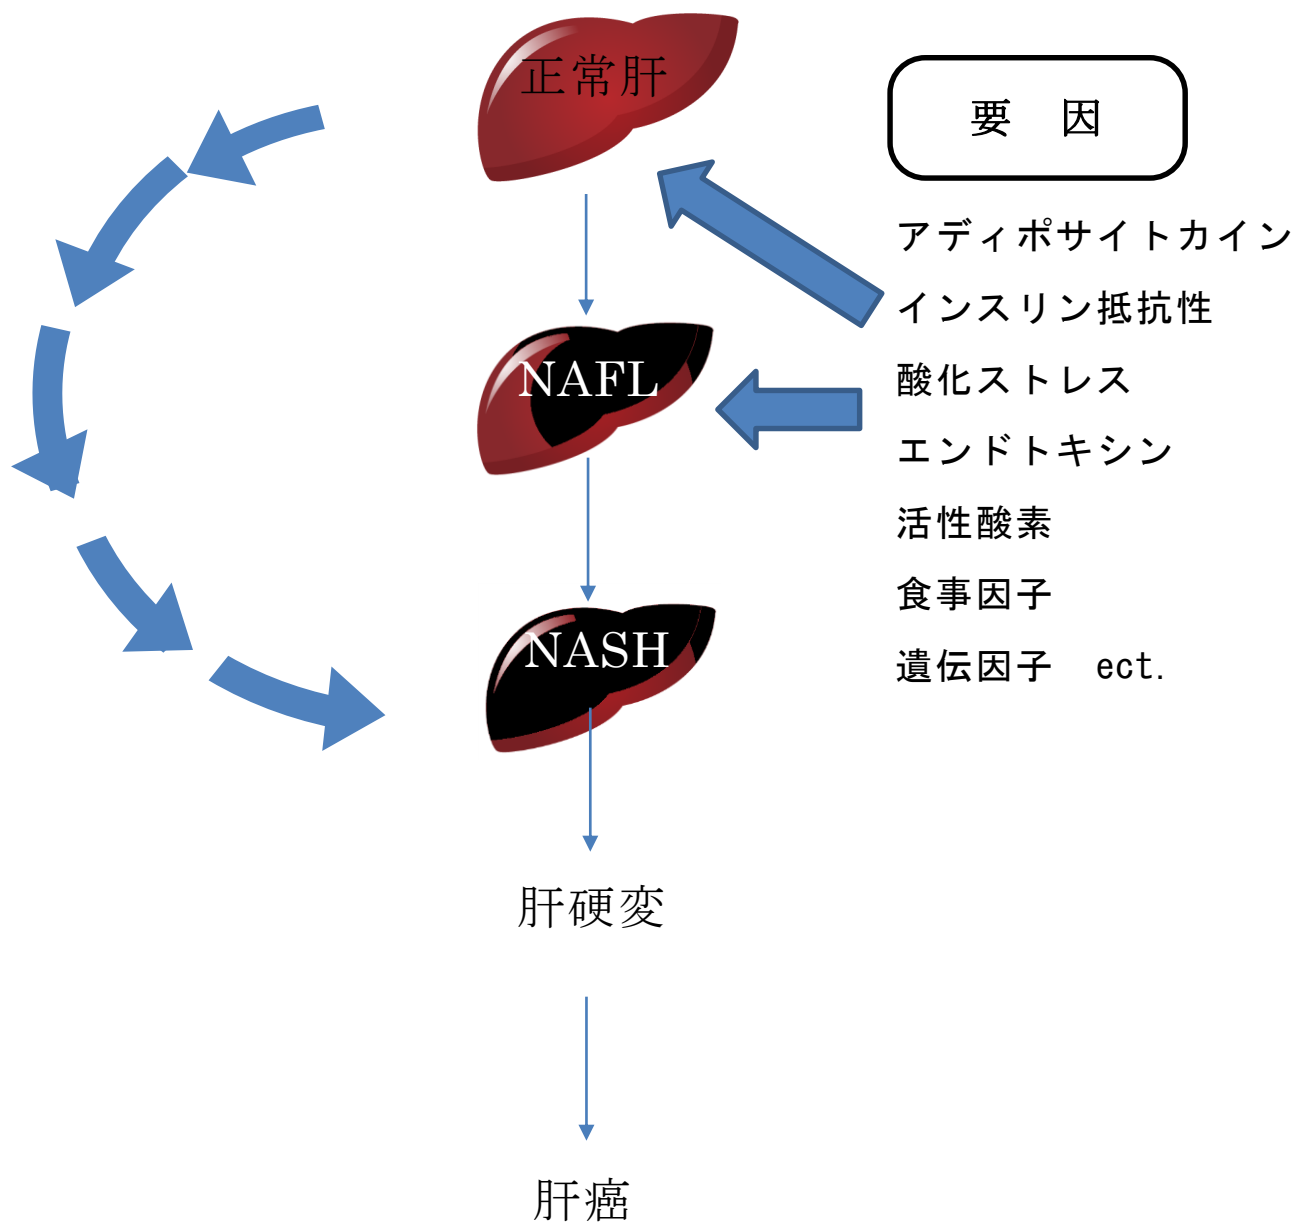 正常肝
要　因
アディポサイトカイン
インスリン抵抗性
酸化ストレス
NAFL
エンドトキシン
活性酸素
食事因子
NASH
遺伝因子　ect.
肝硬変
肝癌